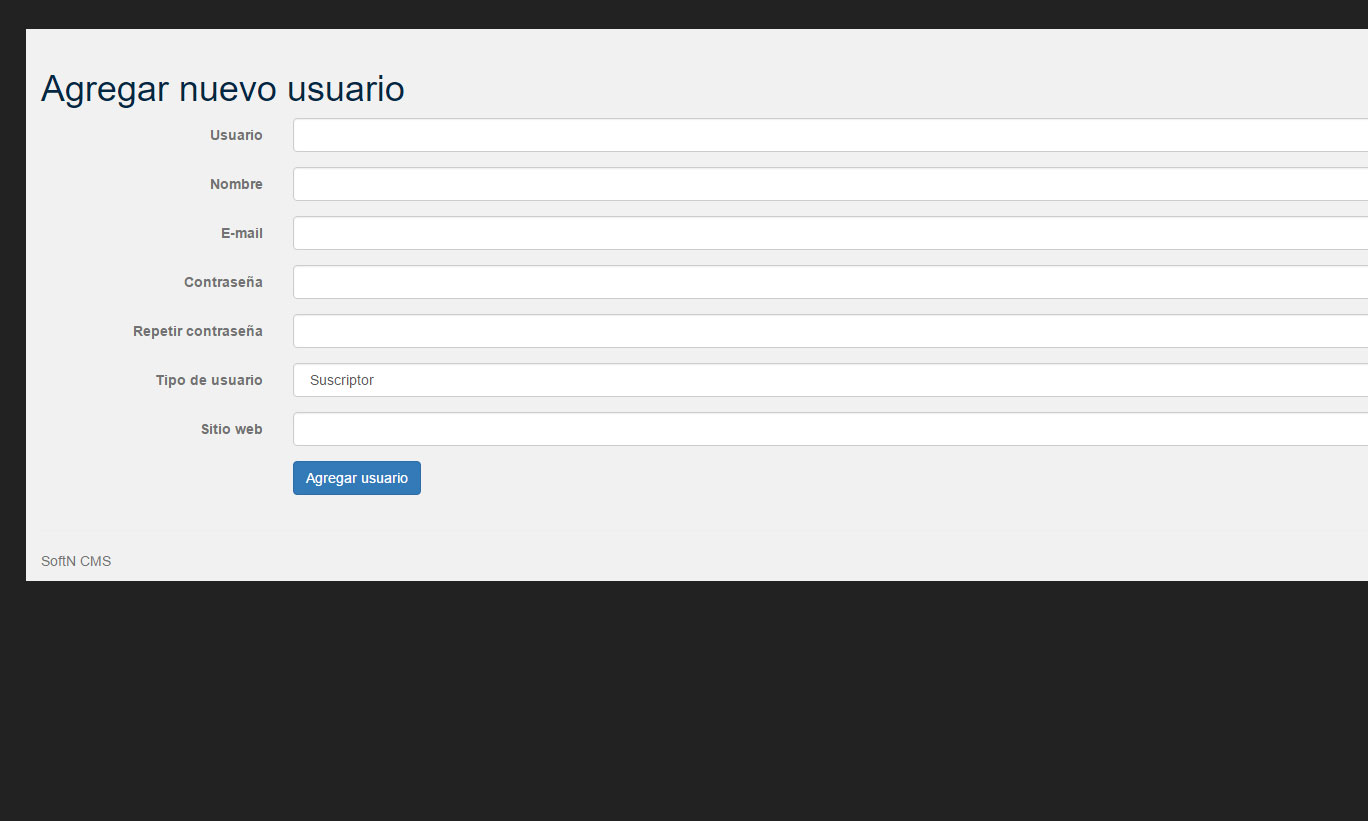 Agregar nuevo usuario
Usuario
Nombre
E-mail
Contraseña
Repetir contraseña
Tipo de usuario Suscriptor
Sitio web
Agregar usuario
SoftN CMS